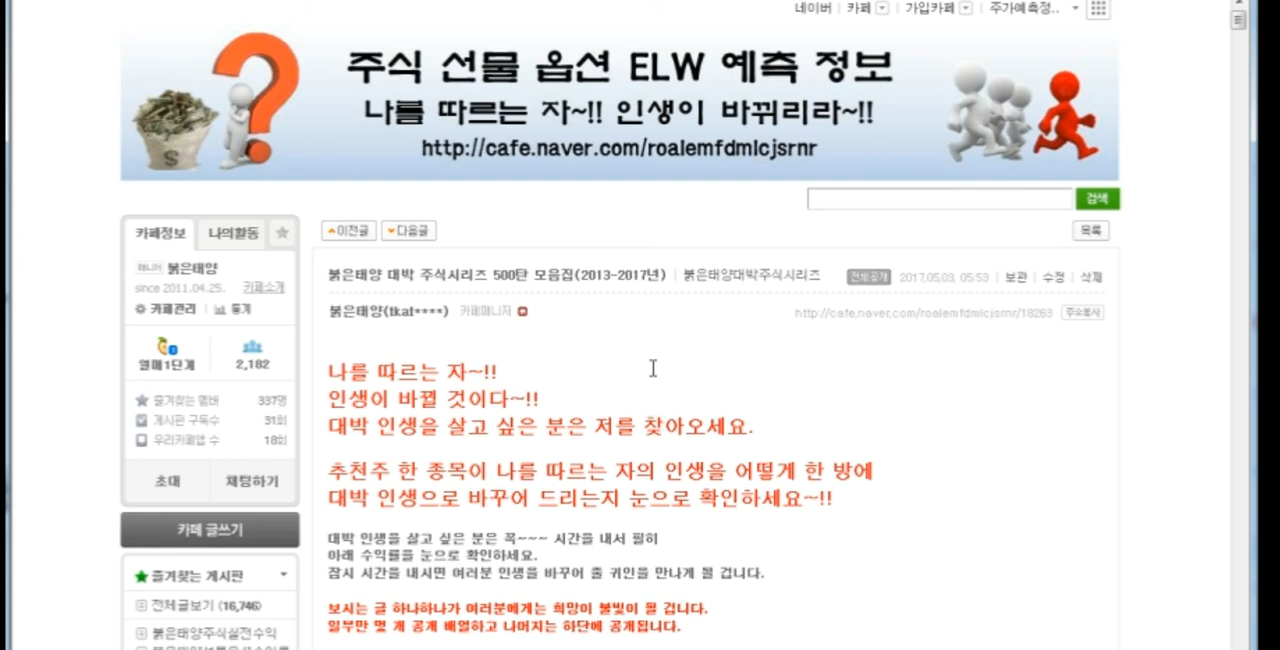 네이버 카페 가입카페 주가예측정..
주식 선물 옵션 ELW 예측 정보
나를 따르는 자~!! 인생이 바뀌리라~!!
http://cafe.naver.com/roalemfdmlcjsrnr
검색
카페정보 나의활동
이전글 다음글 목록
붉은태양 대박 주식시리즈 500탄 모음집(2013-2017년) 붉은태양대박주식시리즈 전체공개 2017.05.03. 05:53 보관 수정 삭제
매니저 붉은태양
since 2011.04.25. 카페소개
카페관리 통계
붉은태양(tkat****) 카페매니저 http://cafe.naver.com/roalemfdmlcjsrnr/18263 주소복사
열매1단계 2,182
즐겨찾는 멤버 337명
게시판 구독수 31회
우리카페앱 수 18회
초대 채팅하기
카페 글쓰기
즐겨찾는 게시판
전체글보기 (16,746)
붉은태양주식실전수익
나를 따르는 자~!!
인생이 바뀔 것이다~!!
대박 인생을 살고 싶은 분은 저를 찾아오세요.
추천주 한 종목이 나를 따르는 자의 인생을 어떻게 한 방에
대박 인생으로 바꾸어 드리는지 눈으로 확인하세요~!!
대박 인생을 살고 싶은 분은 꼭~~~ 시간을 내서 필히
아래 수익률을 눈으로 확인하세요.
잠시 시간을 내시면 여러분 인생을 바꾸어 줄 귀인을 만나게 될 겁니다.
보시는 글 하나하나가 여러분에게는 희망이 불빛이 될 겁니다.
일부만 몇 개 공개 배열하고 나머지는 하단에 공개됩니다.